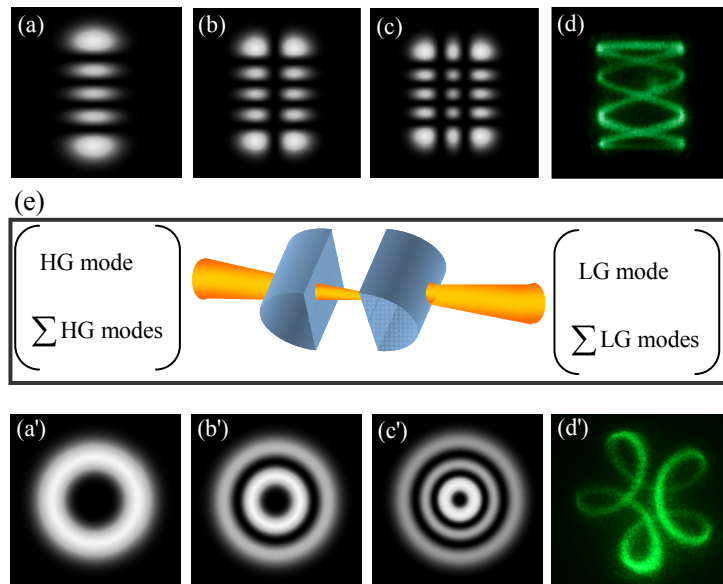 (a)
(b)
(c)
(d)
(e)
HG mode
∑ HG modes
LG mode
∑ LG modes
(a')
(b')
(c')
(d')